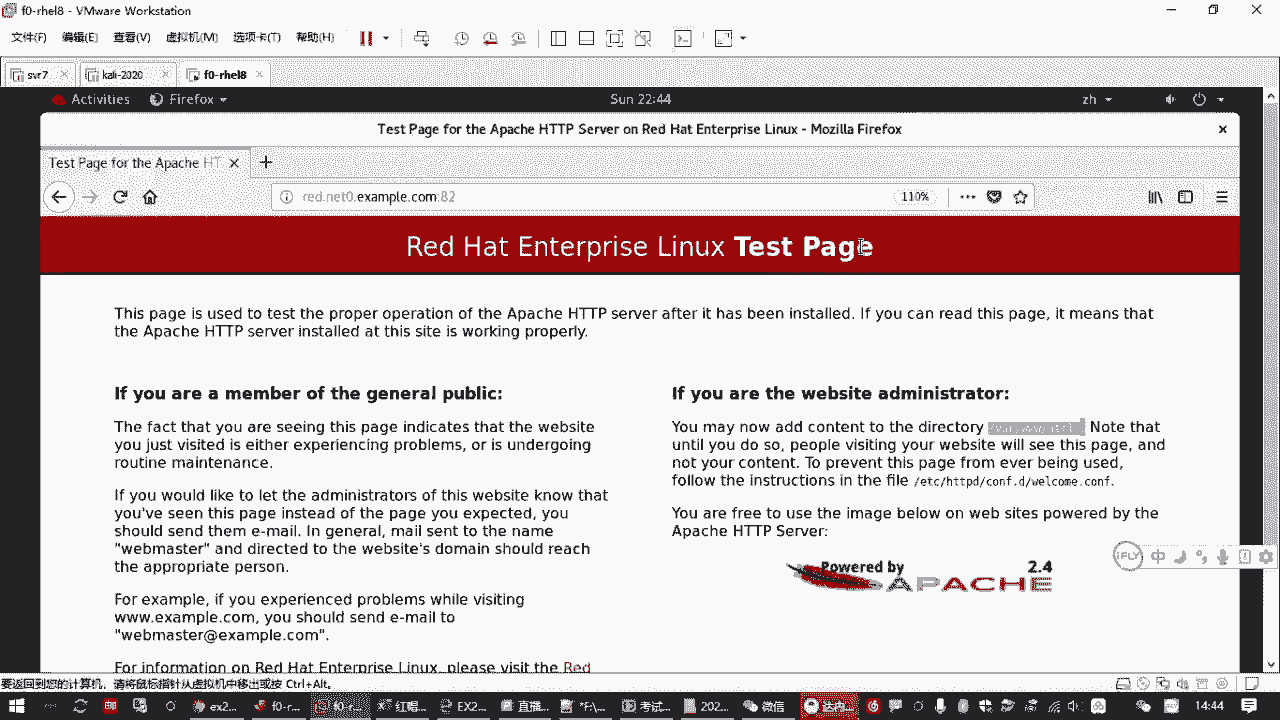 f0-rhel8 - VMware Workstation
文件(F) 编辑(E) 查看(V) 虚拟机(M) 选项卡(T) 帮助(H)
svr7 kali-2020 f0-rhel8
Activities Firefox Sun 22:44 zh
Test Page for the Apache HTTP Server on Red Hat Enterprise Linux - Mozilla Firefox
Test Page for the Apache HT
red.net0.example.com:82 110%
Red Hat Enterprise Linux Test Page
This page is used to test the proper operation of the Apache HTTP server after it has been installed. If you can read this page, it means that
the Apache HTTP server installed at this site is working properly.
If you are a member of the general public:
The fact that you are seeing this page indicates that the website
you just visited is either experiencing problems, or is undergoing
routine maintenance.
If you would like to let the administrators of this website know that
you've seen this page instead of the page you expected, you
should send them e-mail. In general, mail sent to the name
"webmaster" and directed to the website's domain should reach
the appropriate person.
For example, if you experienced problems while visiting
www.example.com, you should send e-mail to
"webmaster@example.com".
For information on Red Hat Enterprise Linux, please visit the Red
If you are the website administrator:
You may now add content to the directory Note that
until you do so, people visiting your website will see this page, and
not your content. To prevent this page from ever being used,
follow the instructions in the file /etc/httpd/conf.d/welcome.conf.
You are free to use the image below on web sites powered by the
Apache HTTP Server:
Powered by 2.4
APACHE
iFLY 中
要返回到您的计算机，请将鼠标指针从虚拟机中移出或按 Ctrl+Alt。
ex2... f0-r... f0-r... 红帽... EX2... 直播... *F\... 考试... 202... 微信 达内... 14:44